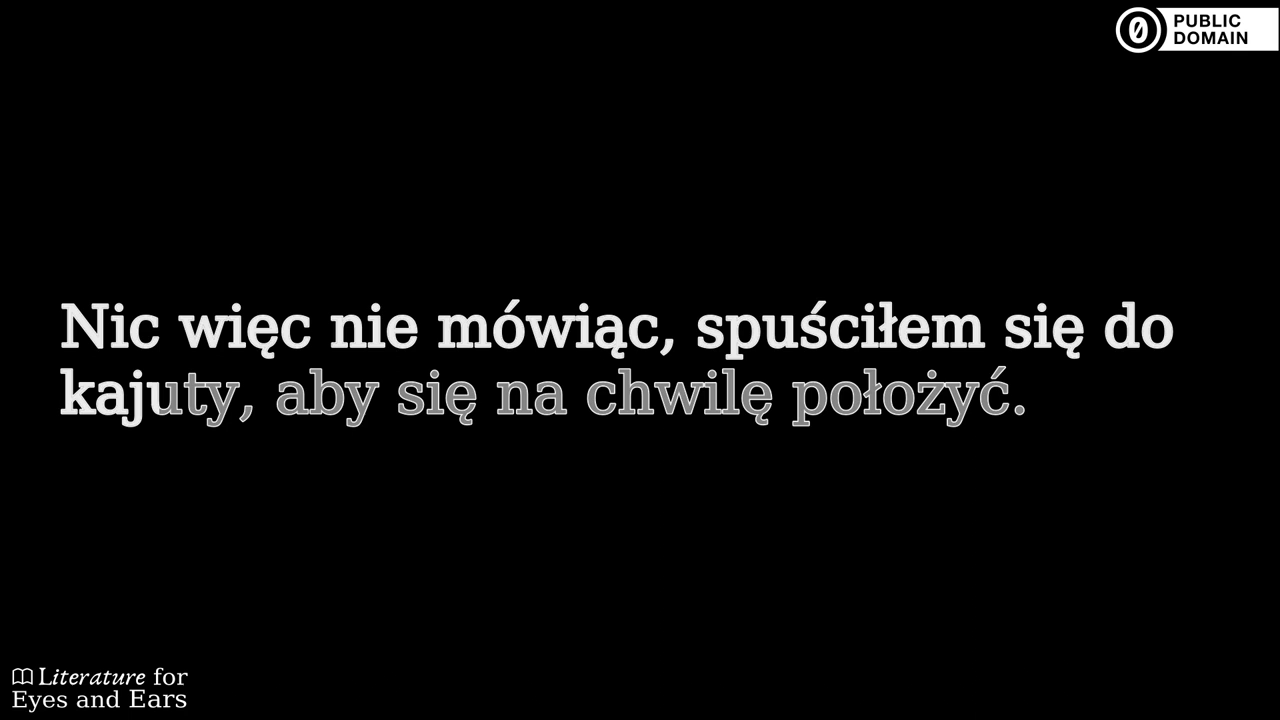 0 PUBLIC
DOMAIN
Nic więc nie mówiąc, spuściłem się do
kajuty, aby się na chwilę położyć.
Literature for
Eyes and Ears